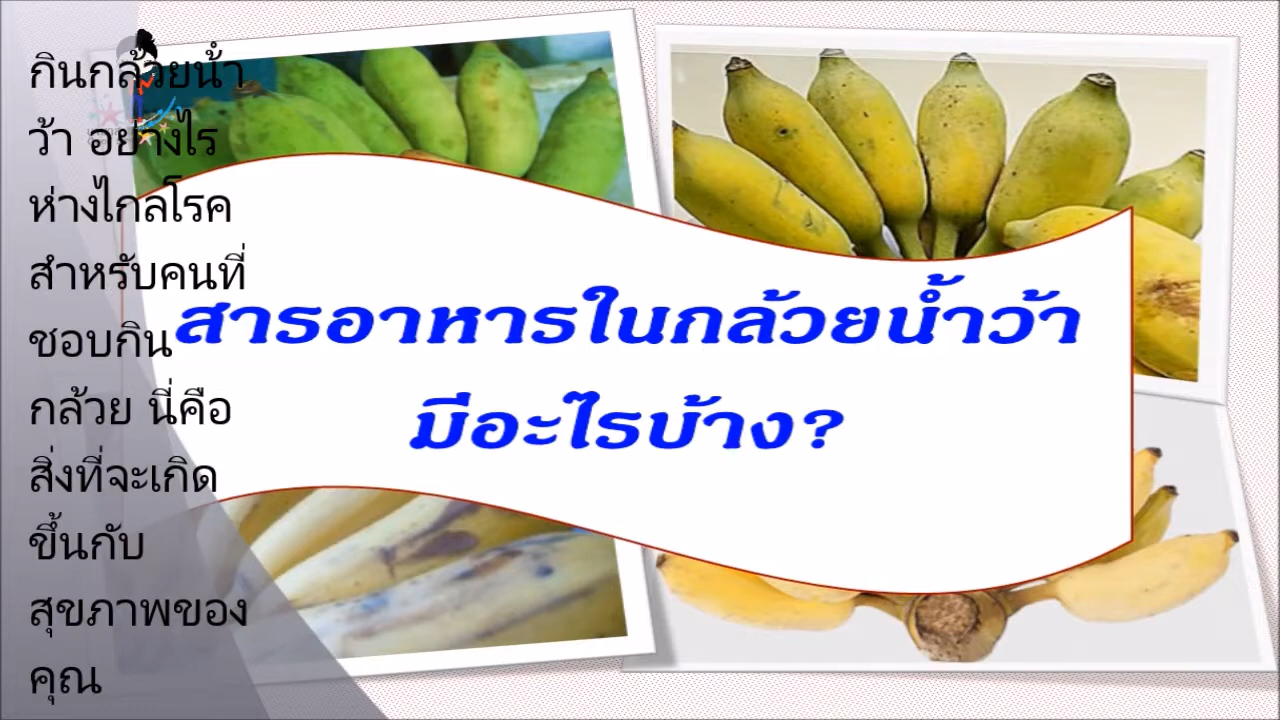 กินกล้วยน้ำ
ว้า อย่างไร
ห่างไกลโรค
สำหรับคนที่
ชอบกิน
กล้วย นี่คือ
สิ่งที่จะเกิด
ขึ้นกับ
สุขภาพของ
คุณ
สารอาหารในกล้วยน้ำว้า
มีอะไรบ้าง?